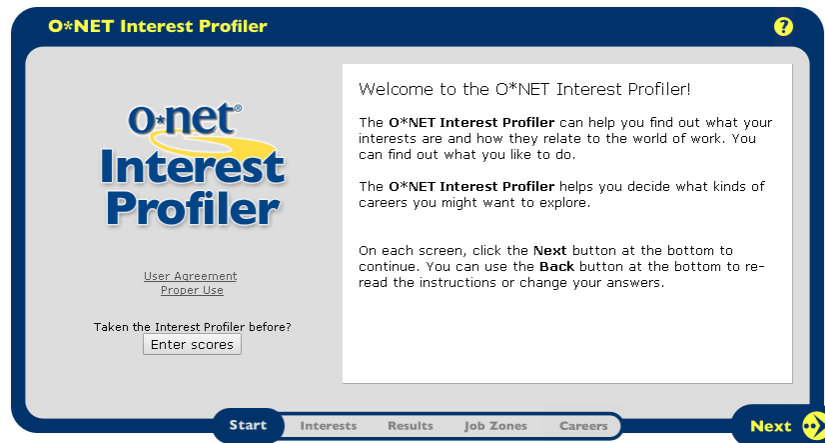 O*NET Interest Profiler
?
o*net®
Interest
Profiler
User Agreement
Proper Use
Taken the Interest Profiler before?
Enter scores
Welcome to the O*NET Interest Profiler!
The O*NET Interest Profiler can help you find out what your
interests are and how they relate to the world of work. You
can find out what you like to do.
The O*NET Interest Profiler helps you decide what kinds of
careers you might want to explore.
On each screen, click the Next button at the bottom to
continue. You can use the Back button at the bottom to re-
read the instructions or change your answers.
Start Interests Results Job Zones Careers
Next